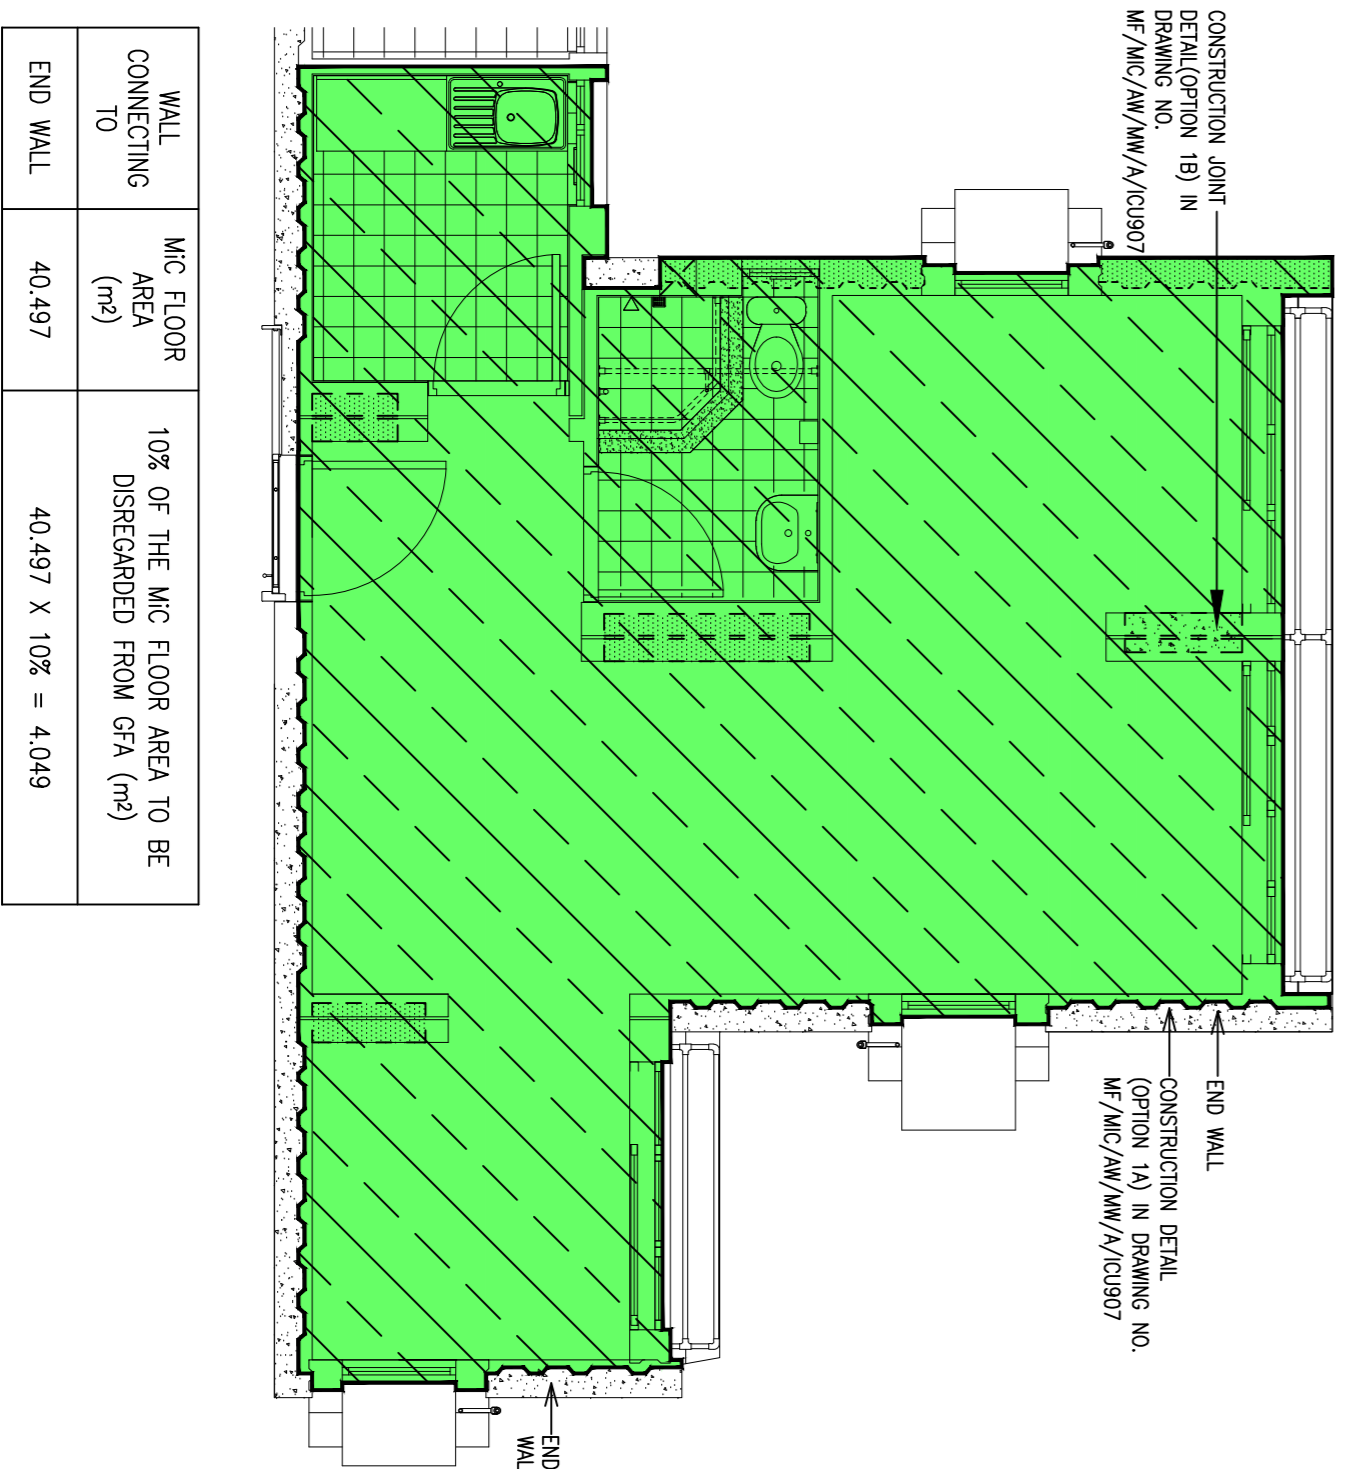 CONSTRUCTION JOINT
DETAIL(OPTION 1B) IN
DRAWING NO.
MF/MIC/AW/MW/A/ICU907
END WALL
CONSTRUCTION DETAIL
(OPTION 1A) IN DRAWING NO.
MF/MIC/AW/MW/A/ICU907
END
WAL
WALL
CONNECTING
TO
MiC FLOOR
AREA
(m²)
10% OF THE MiC FLOOR AREA TO BE
DISREGARDED FROM GFA (m²)
END WALL
40.497
40.497 X 10% = 4.049